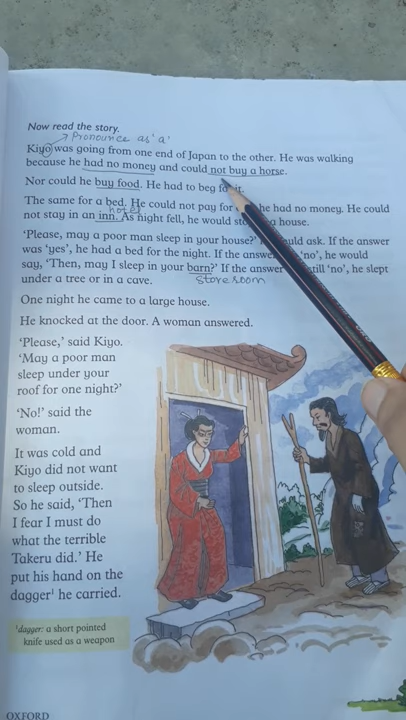 Now read the story.
Pronounce as 'a'
Kiyo was going from one end of Japan to the other. He was walking
because he had no money and could not buy a horse.
Nor could he buy food. He had to beg it.
The same for a bed. He could not pay for he had no money. He could
hotel
not stay in an inn. As night fell, he would a house.
'Please, may a poor man sleep in your house?' ask. If the answer
was 'yes', he had a bed for the night. If the 'no', he would
say, 'Then, may I sleep in your barn?' If the answer still 'no', he slept
under a tree or in a cave.
Storeroom
One night he came to a large house.
He knocked at the door. A woman answered.
'Please,' said Kiyo.
'May a poor man
sleep under your
roof for one night?'
'No!' said the
woman.
It was cold and
Kiyo did not want
to sleep outside.
So he said, 'Then
I fear I must do
what the terrible
Takeru did.' He
put his hand on the
dagger¹ he carried.
¹dagger: a short pointed
knife used as a weapon
OXFORD